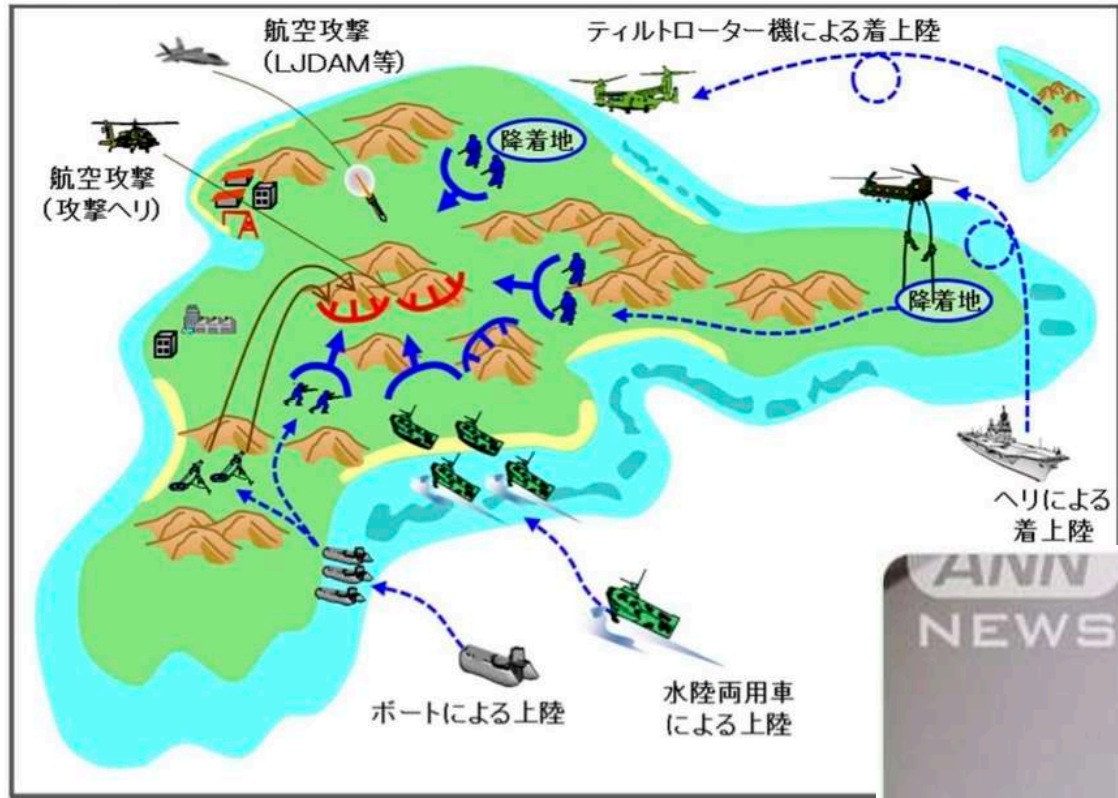 航空攻撃
(LJDAM等)
ティルトローター機による着上陸
航空攻撃
(攻撃ヘリ)
降着地
降着地
ヘリによる
着上陸
ボートによる上陸
水陸両用車
による上陸
ANN
NEWS